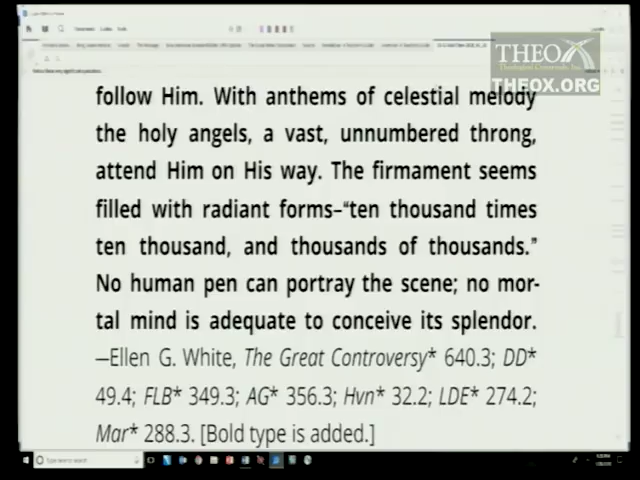 THEOX
THEOX.ORG
follow Him. With anthems of celestial melody
the holy angels, a vast, unnumbered throng,
attend Him on His way. The firmament seems
filled with radiant forms–“ten thousand times
ten thousand, and thousands of thousands.”
No human pen can portray the scene; no mor-
tal mind is adequate to conceive its splendor.
—Ellen G. White, The Great Controversy* 640.3; DD*
49.4; FLB* 349.3; AG* 356.3; Hvn* 32.2; LDE* 274.2;
Mar* 288.3. [Bold type is added.]
Type here to search